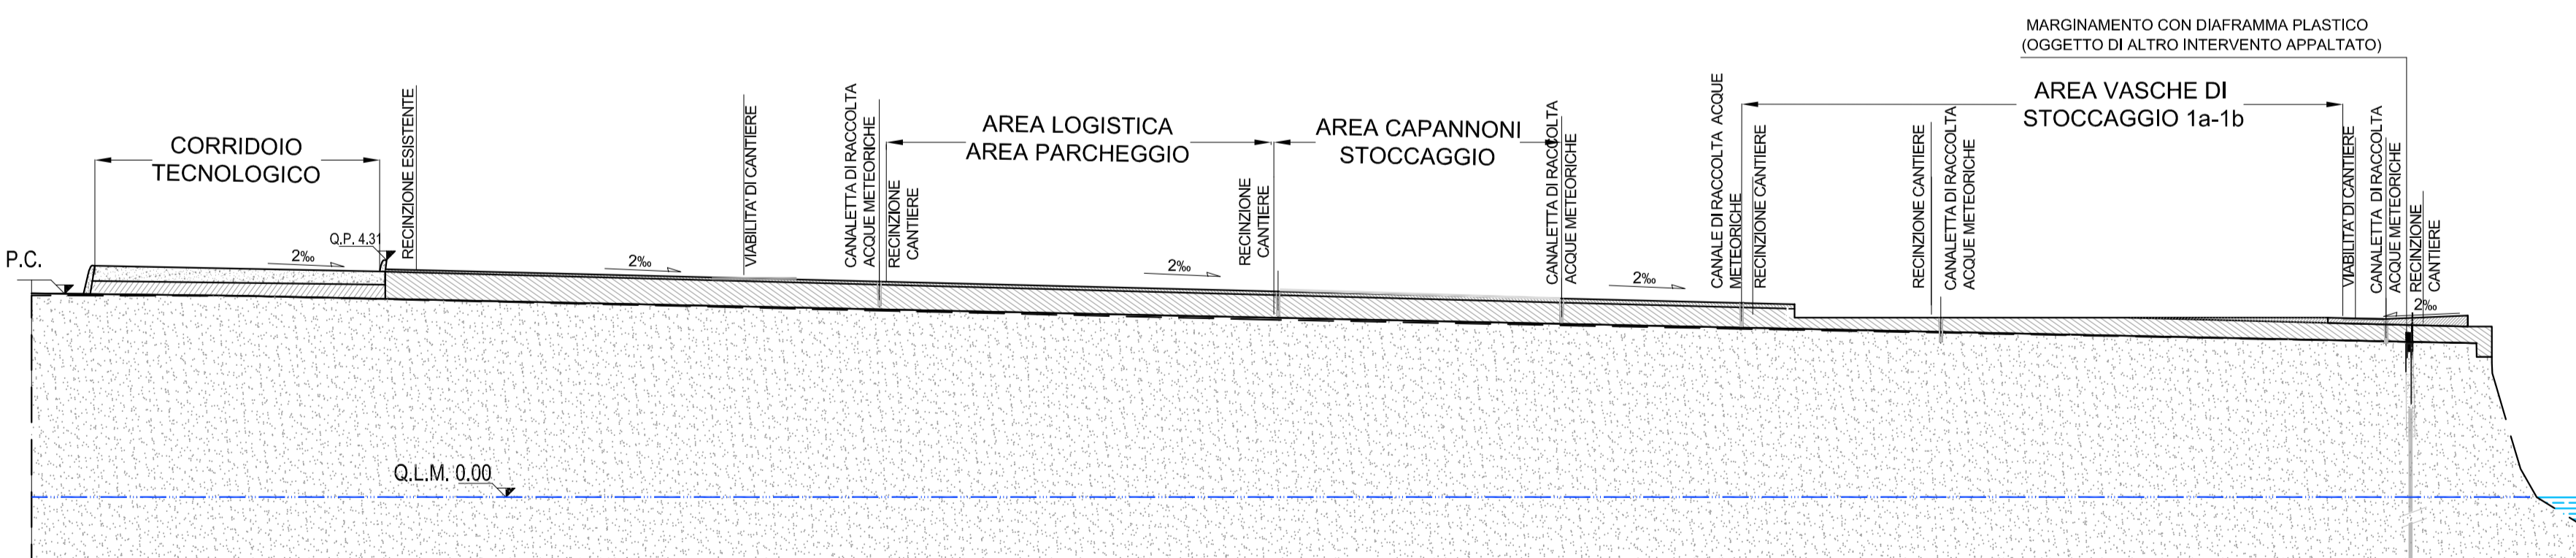 MARGINAMENTO CON DIAFRAMMA PLASTICO
(OGGETTO DI ALTRO INTERVENTO APPALTATO)
CORRIDOIO
TECNOLOGICO
RECINZIONE ESISTENTE
VIABILITA' DI CANTIERE
CANALETTA DI RACCOLTA
ACQUE METEORICHE
RECINZIONE
CANTIERE
AREA LOGISTICA
AREA PARCHEGGIO
RECINZIONE
CANTIERE
AREA CAPANNONI
STOCCAGGIO
CANALETTA DI RACCOLTA
ACQUE METEORICHE
CANALE DI RACCOLTA ACQUE
METEORICHE
RECINZIONE CANTIERE
AREA VASCHE DI
STOCCAGGIO 1a-1b
RECINZIONE CANTIERE
CANALETTA DI RACCOLTA
ACQUE METEORICHE
VIABILITA' DI CANTIERE
CANALETTA DI RACCOLTA
ACQUE METEORICHE
RECINZIONE
CANTIERE
P.C.
2‰
Q.P. 4.31
2‰
2‰
2‰
2‰
Q.L.M. 0.00